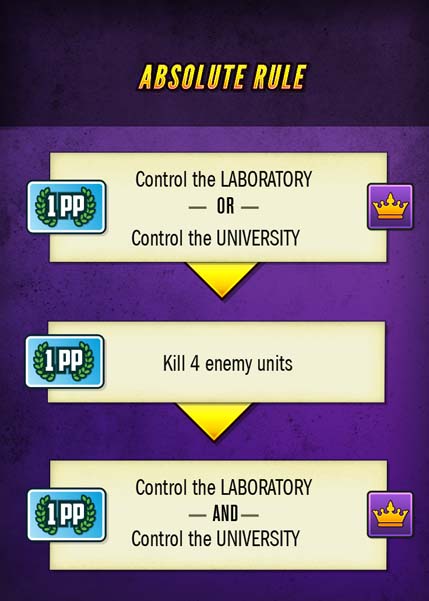 ABSOLUTE RULE
Control the LABORATORY
— OR —
Control the UNIVERSITY
1 PP
Kill 4 enemy units
1 PP
Control the LABORATORY
— AND —
Control the UNIVERSITY
1 PP